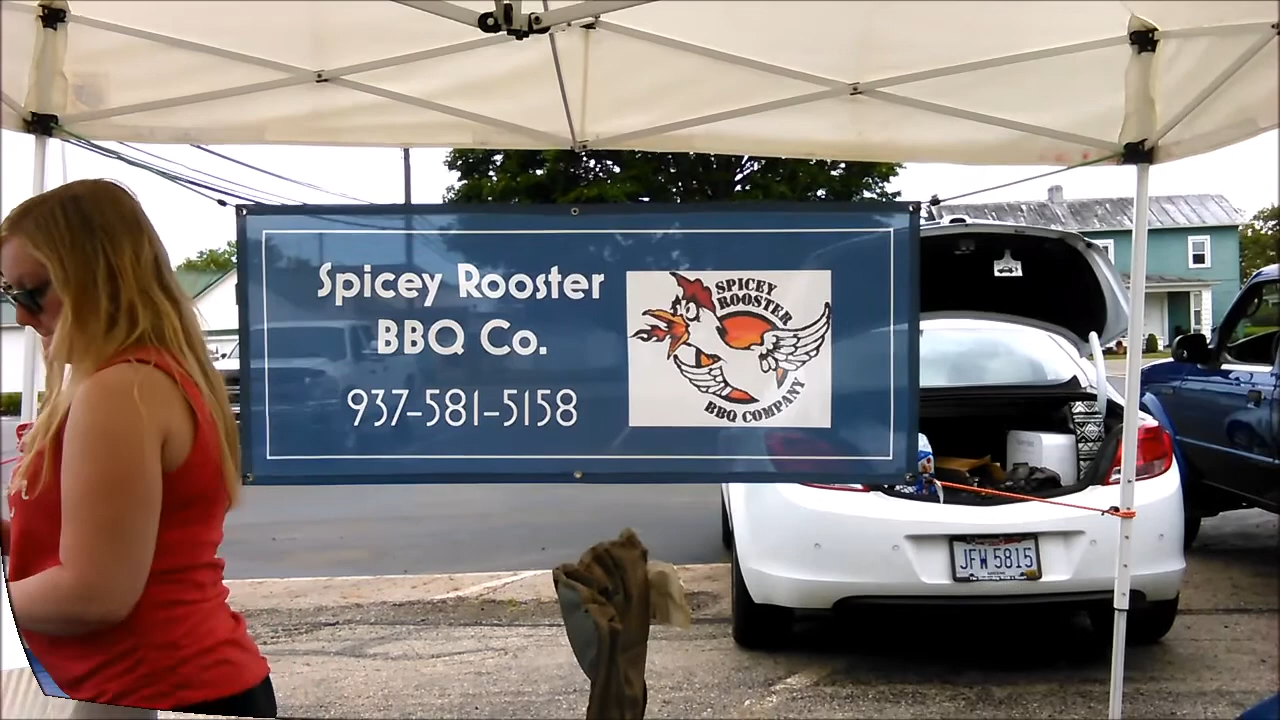 Spicey Rooster
BBQ Co.
937-581-5158
SPICEY
ROOSTER
BBQ COMPANY
JFW 5815